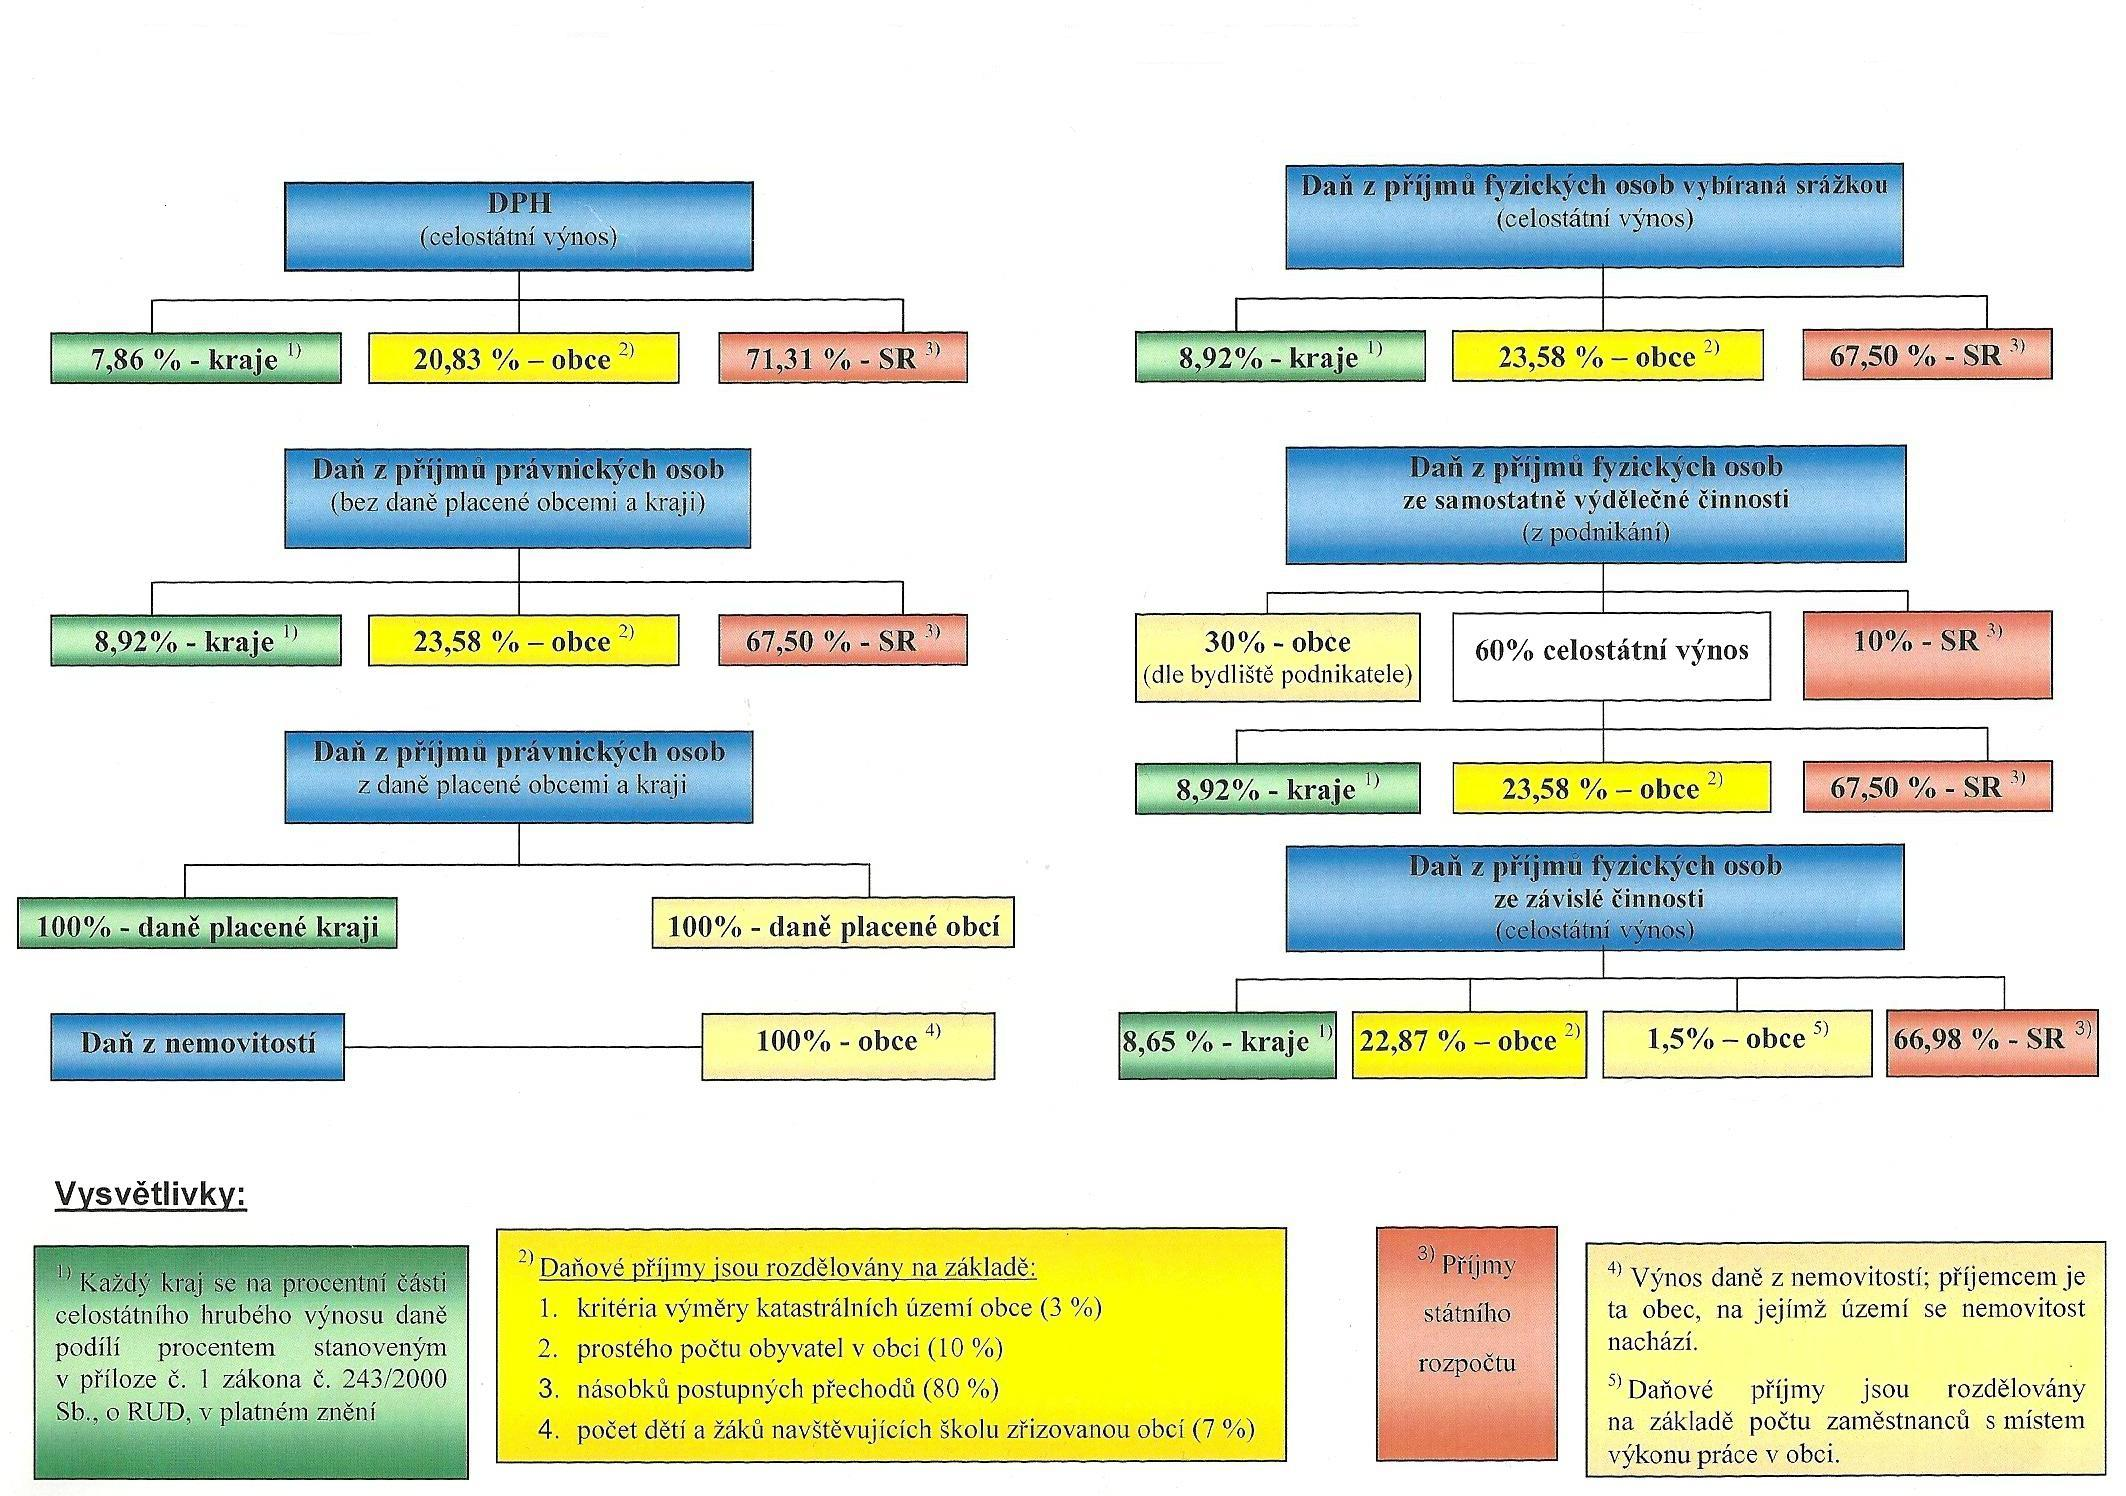 DPH
(celostátní výnos)
7,86 % - kraje 1)
20,83 % – obce 2)
71,31 % - SR 3)
Daň z příjmů právnických osob
(bez daně placené obcemi a kraji)
8,92% - kraje 1)
23,58 % – obce 2)
67,50 % - SR 3)
Daň z příjmů právnických osob
z daně placené obcemi a kraji
100% - daně placené kraji
100% - daně placené obcí
Daň z nemovitostí
100% - obce 4)
Daň z příjmů fyzických osob vybíraná srážkou
(celostátní výnos)
8,92% - kraje 1)
23,58 % – obce 2)
67,50 % - SR 3)
Daň z příjmů fyzických osob
ze samostatně výdělečné činnosti
(z podnikání)
30% - obce
(dle bydliště podnikatele)
60% celostátní výnos
10% - SR 3)
8,92% - kraje 1)
23,58 % – obce 2)
67,50 % - SR 3)
Daň z příjmů fyzických osob
ze závislé činnosti
(celostátní výnos)
8,65 % - kraje 1)
22,87 % – obce 2)
1,5% – obce 5)
66,98 % - SR 3)
Vysvětlivky:
1) Každý kraj se na procentní části
celostátního hrubého výnosu daně
podílí procentem stanoveným
v příloze č. 1 zákona č. 243/2000
Sb., o RUD, v platném znění
2) Daňové příjmy jsou rozdělovány na základě:
1. kritéria výměry katastrálních území obce (3 %)
2. prostého počtu obyvatel v obci (10 %)
3. násobků postupných přechodů (80 %)
4. počet dětí a žáků navštěvujících školu zřizovanou obcí (7 %)
3) Příjmy
státního
rozpočtu
4) Výnos daně z nemovitostí; příjemcem je
ta obec, na jejímž území se nemovitost
nachází.
5) Daňové příjmy jsou rozdělovány
na základě počtu zaměstnanců s místem
výkonu práce v obci.